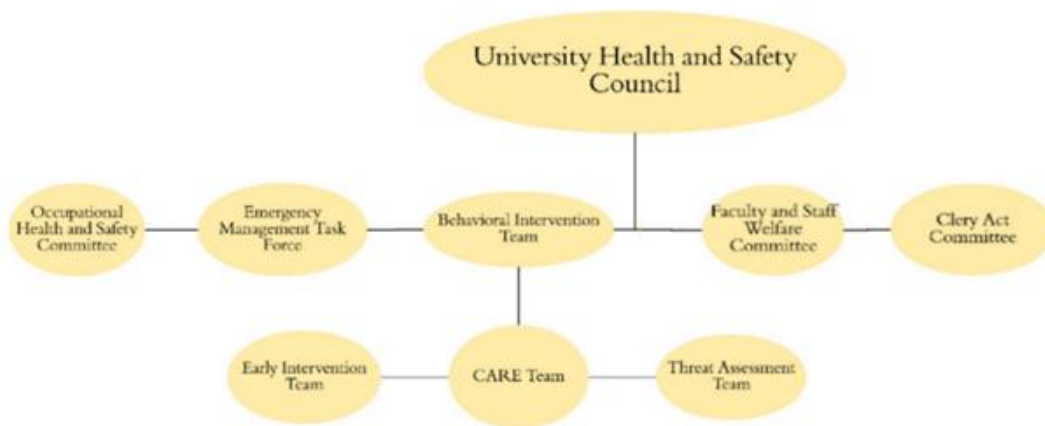 University Health and Safety
Council
Occupational
Health and Safety
Committee
Emergency
Management Task
Force
Behavioral Intervention
Team
Faculty and Staff
Welfare
Committee
Clery Act
Committee
Early Intervention
Team
CARE Team
Threat Assessment
Team